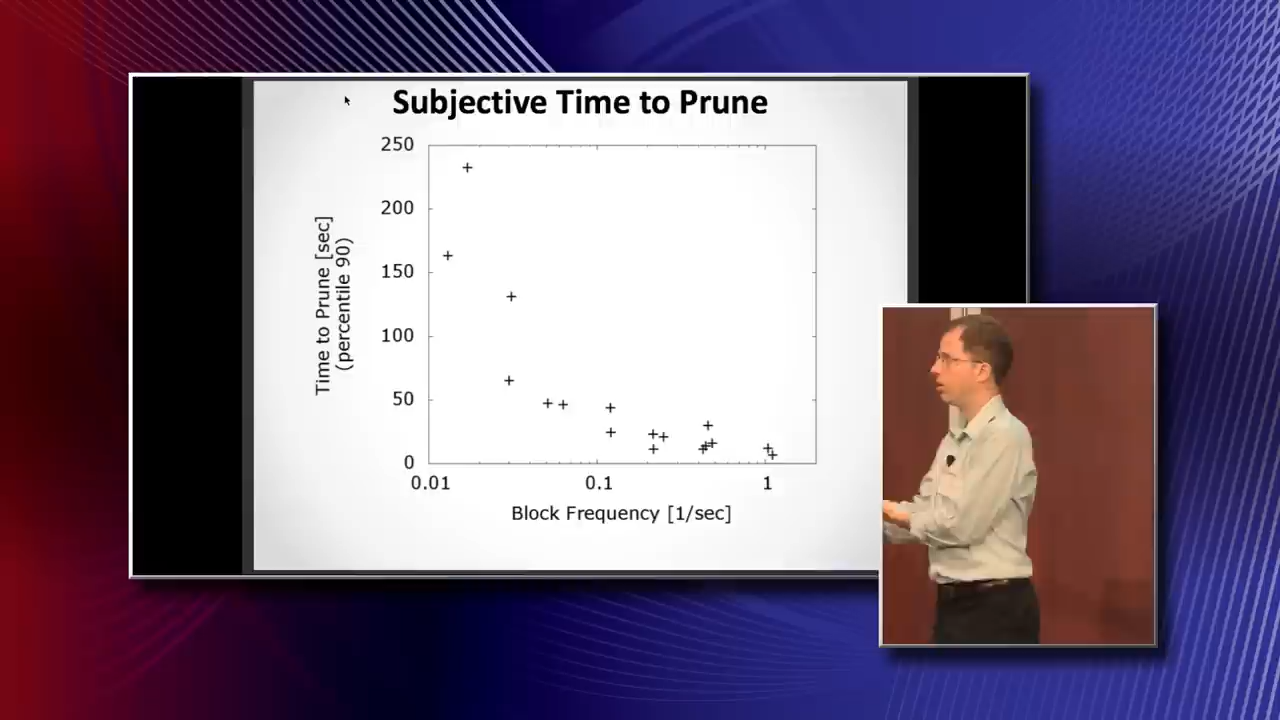 Subjective Time to Prune
250
200
150
100
50
0
Time to Prune [sec]
(percentile 90)
0.01
0.1
1
Block Frequency [1/sec]